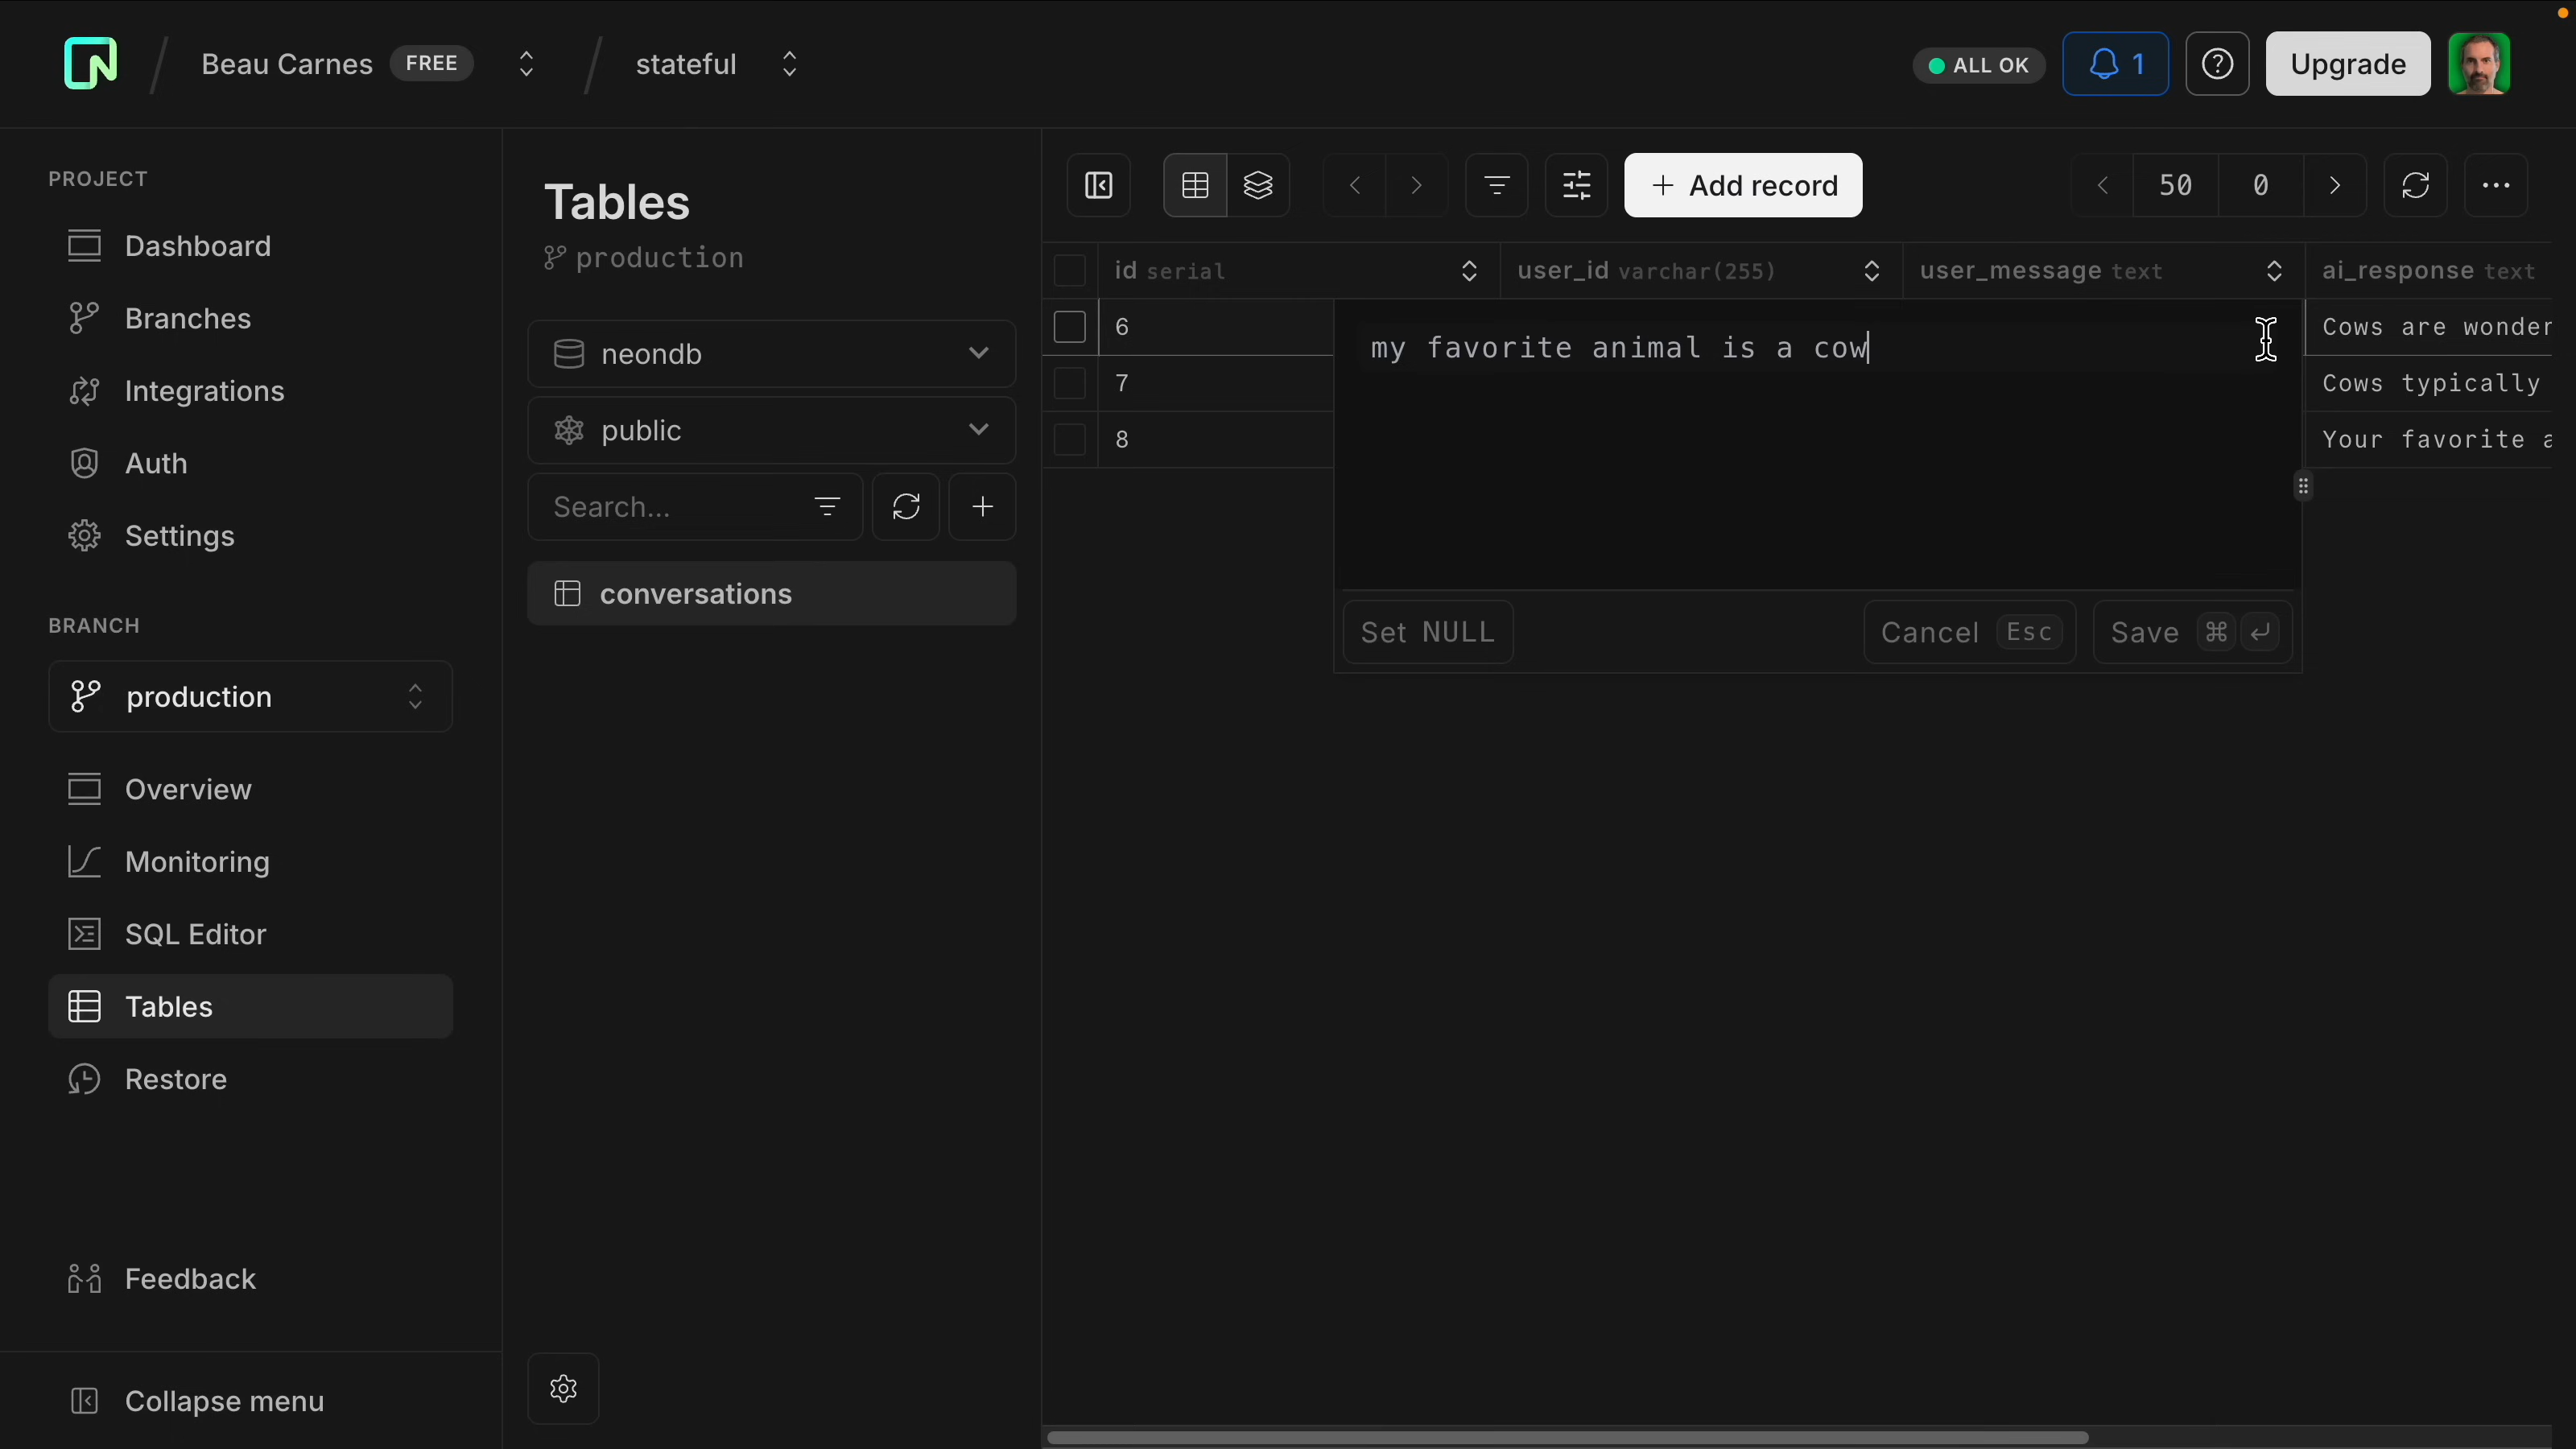 Beau Carnes FREE
stateful
ALL OK
1
Upgrade
PROJECT
Dashboard
Branches
Integrations
Auth
Settings
BRANCH
production
Overview
Monitoring
SQL Editor
Tables
Restore
Feedback
Collapse menu
Tables
production
neondb
public
Search...
conversations
Add record
50 0
id serial user_id varchar(255) user_message text ai_response text
6 my favorite animal is a cow Cows are wonder
7 Cows typically
8 Your favorite a
Set NULL Cancel Esc Save ⌘ ↵